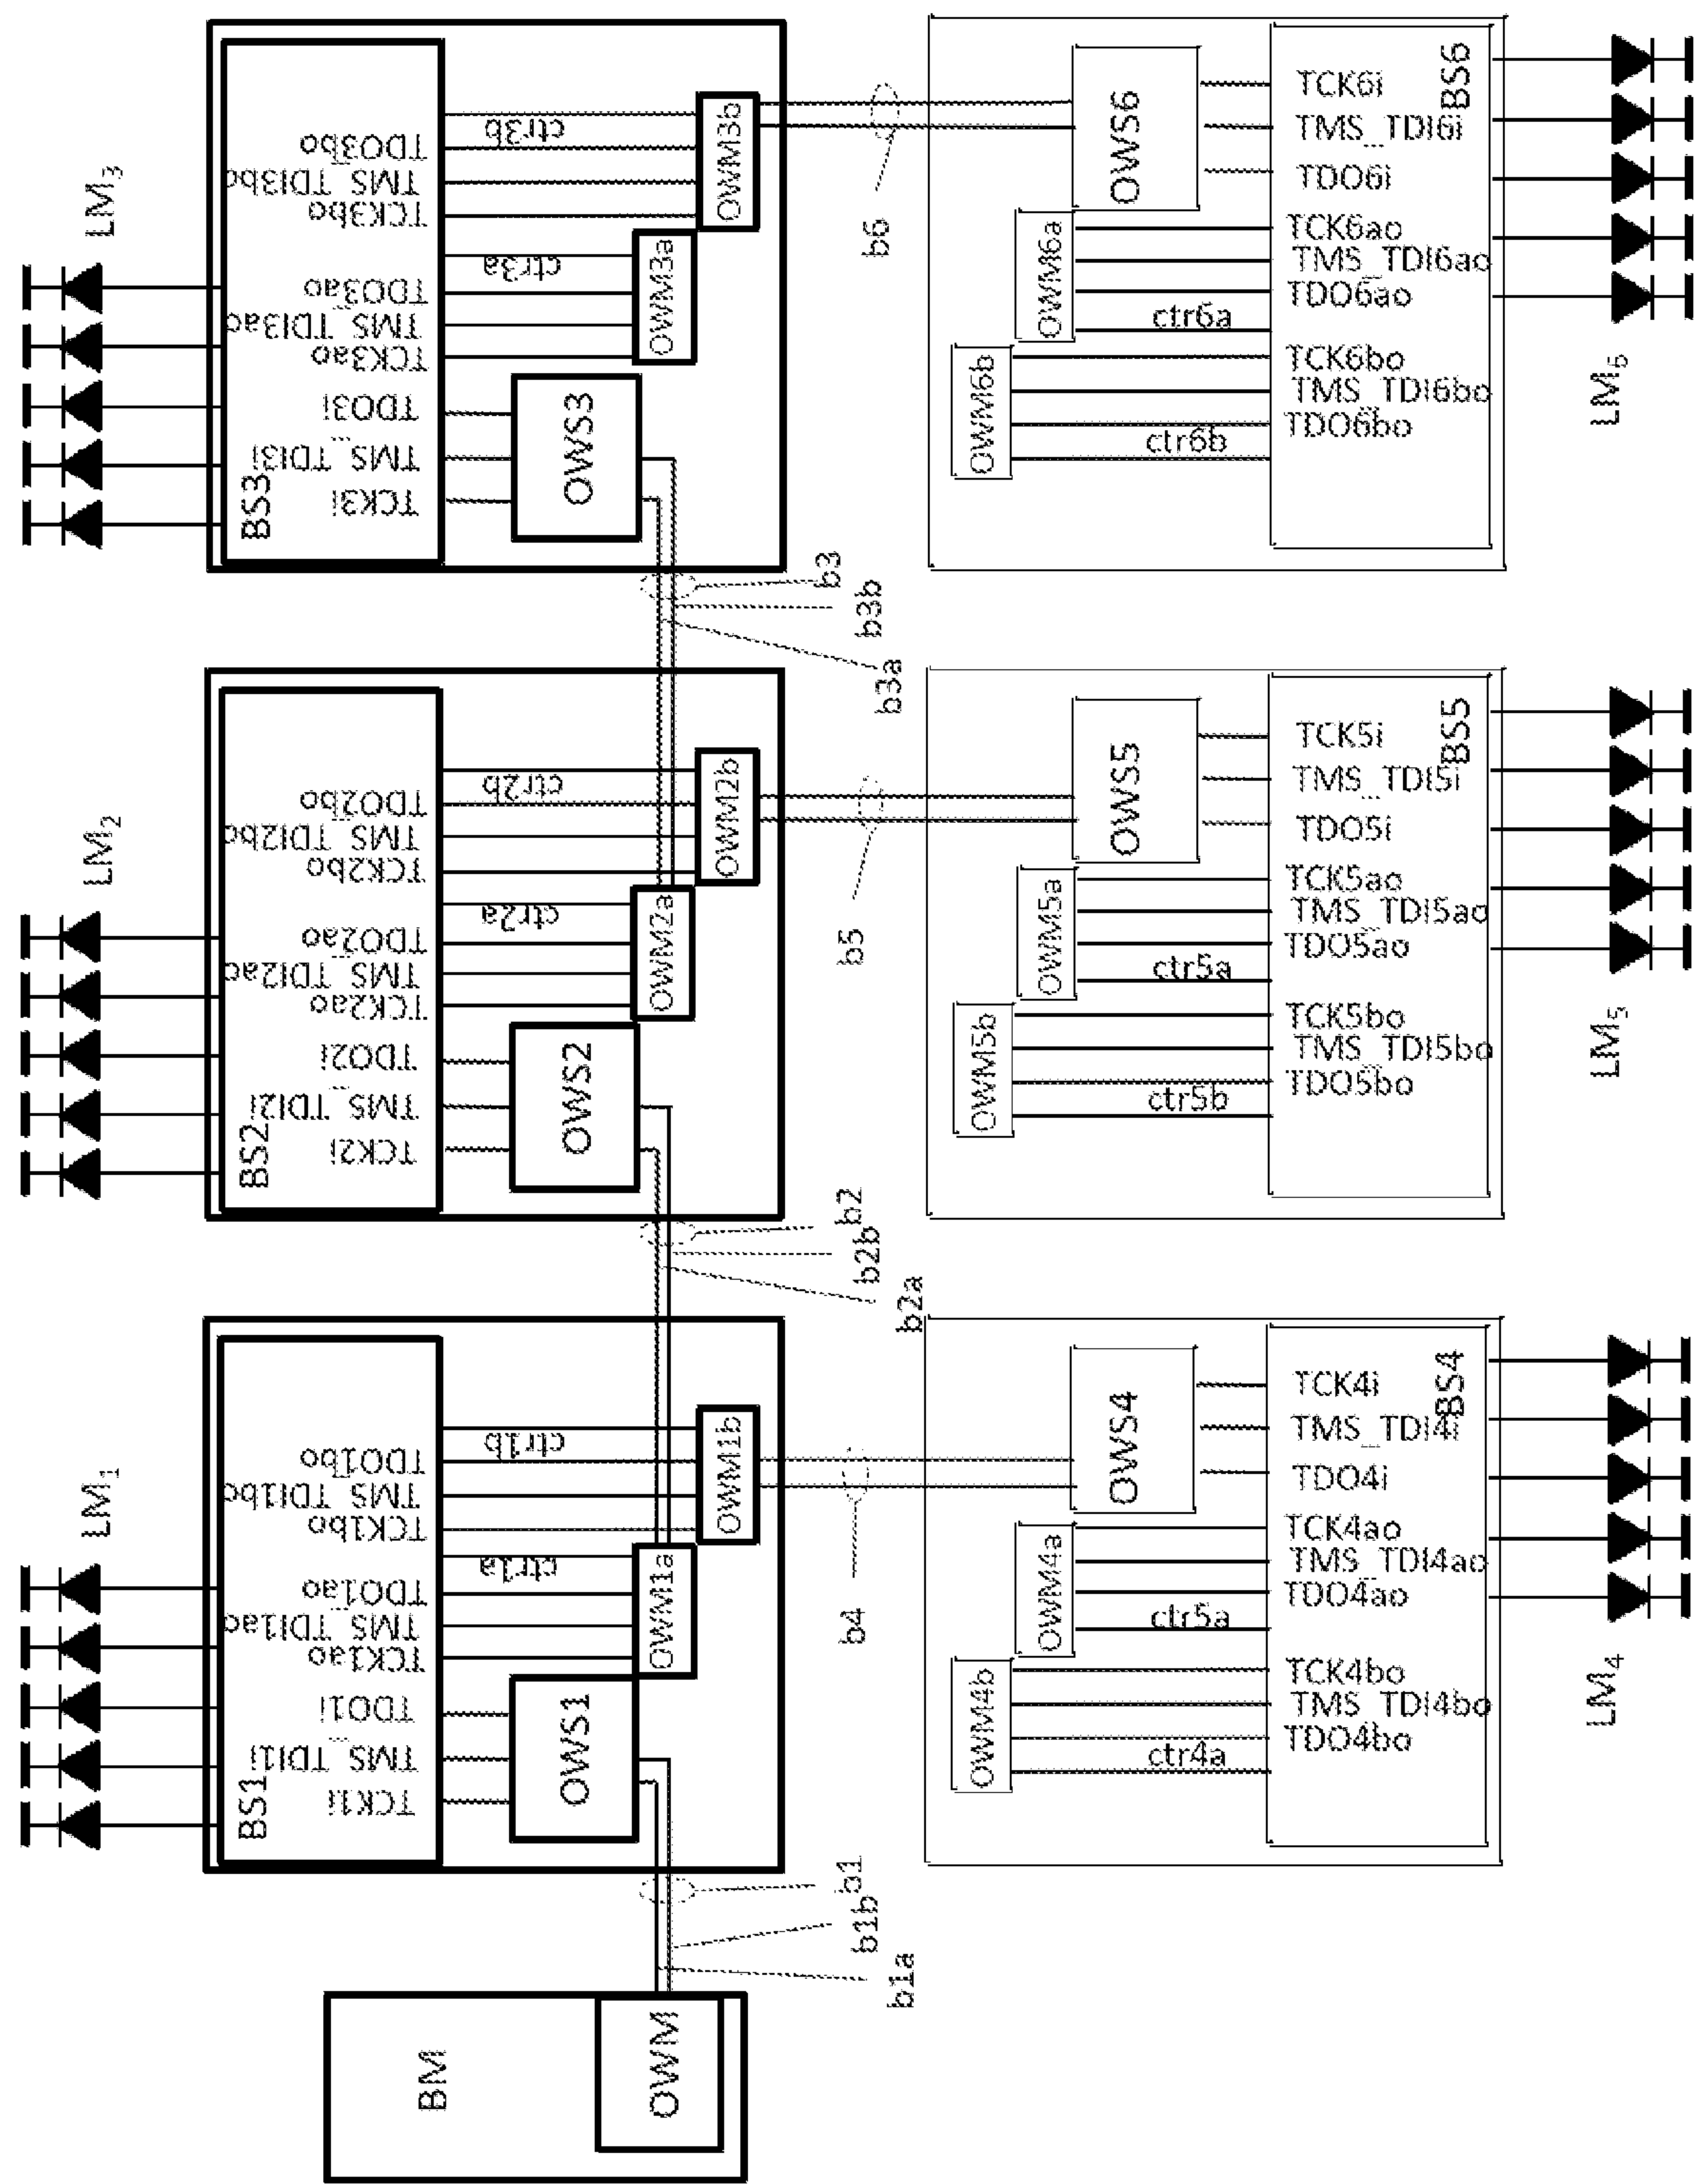 LM3
BS3
TCK3i
TMS_TDI3i
TDO3i
TCK3ao
TMS_TDI3ao
TDO3ao
ctr3a
TCK3bo
TMS_TDI3bo
TDO3bo
ctr3b
OWS3
OWM3a
OWM3b
b3
b3b
b3a
b6
OWS6
OWM6a
OWM6b
BS6
TCK6i
TMS_TDI6i
TDO6i
TCK6ao
TMS_TDI6ao
TDO6ao
ctr6a
TCK6bo
TMS_TDI6bo
TDO6bo
ctr6b
LM6
LM2
BS2
TCK2i
TMS_TDI2i
TDO2i
TCK2ao
TMS_TDI2ao
TDO2ao
ctr2a
TCK2bo
TMS_TDI2bo
TDO2bo
ctr2b
OWS2
OWM2a
OWM2b
b2
b2b
b2a
b5
OWS5
OWM5a
OWM5b
BS5
TCK5i
TMS_TDI5i
TDO5i
TCK5ao
TMS_TDI5ao
TDO5ao
ctr5a
TCK5bo
TMS_TDI5bo
TDO5bo
ctr5b
LM5
LM1
BS1
TCK1i
TMS_TDI1i
TDO1i
TCK1ao
TMS_TDI1ao
TDO1ao
ctr1a
TCK1bo
TMS_TDI1bo
TDO1bo
ctr1b
OWS1
OWM1a
OWM1b
b1
b1b
b1a
b4
OWS4
OWM4a
OWM4b
BS4
TCK4i
TMS_TDI4i
TDO4i
TCK4ao
TMS_TDI4ao
TDO4ao
ctr5a
TCK4bo
TMS_TDI4bo
TDO4bo
ctr4a
LM4
BM
OWM